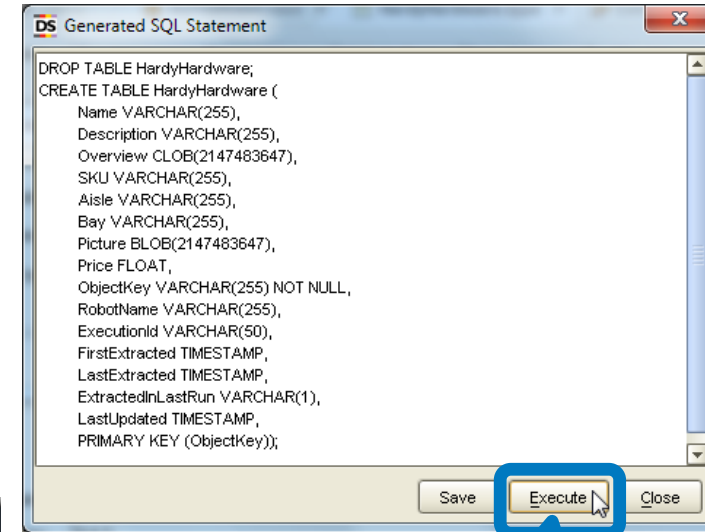 DS Generated SQL Statement
DROP TABLE HardyHardware;
CREATE TABLE HardyHardware (
Name VARCHAR(255),
Description VARCHAR(255),
Overview CLOB(2147483647),
SKU VARCHAR(255),
Aisle VARCHAR(255),
Bay VARCHAR(255),
Picture BLOB(2147483647),
Price FLOAT,
ObjectKey VARCHAR(255) NOT NULL,
RobotName VARCHAR(255),
ExecutionId VARCHAR(50),
FirstExtracted TIMESTAMP,
LastExtracted TIMESTAMP,
ExtractedInLastRun VARCHAR(1),
LastUpdated TIMESTAMP,
PRIMARY KEY (ObjectKey));
Save Execute Close